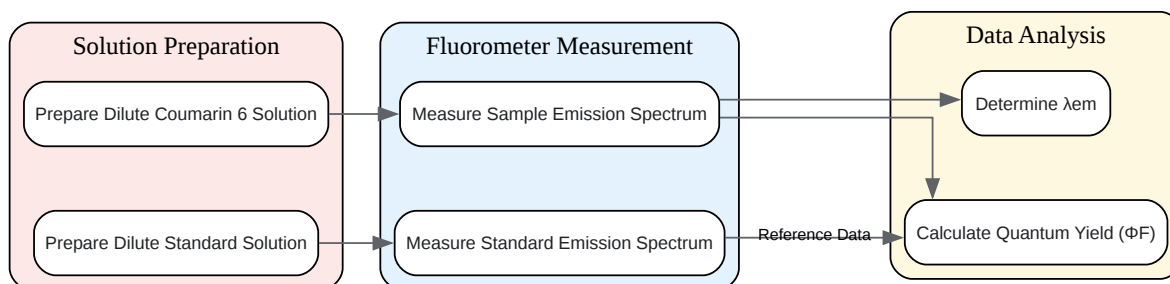 Solution Preparation
Prepare Dilute Coumarin 6 Solution
Prepare Dilute Standard Solution
Fluorometer Measurement
Measure Sample Emission Spectrum
Measure Standard Emission Spectrum
Reference Data
Data Analysis
Determine λem
Calculate Quantum Yield (ΦF)